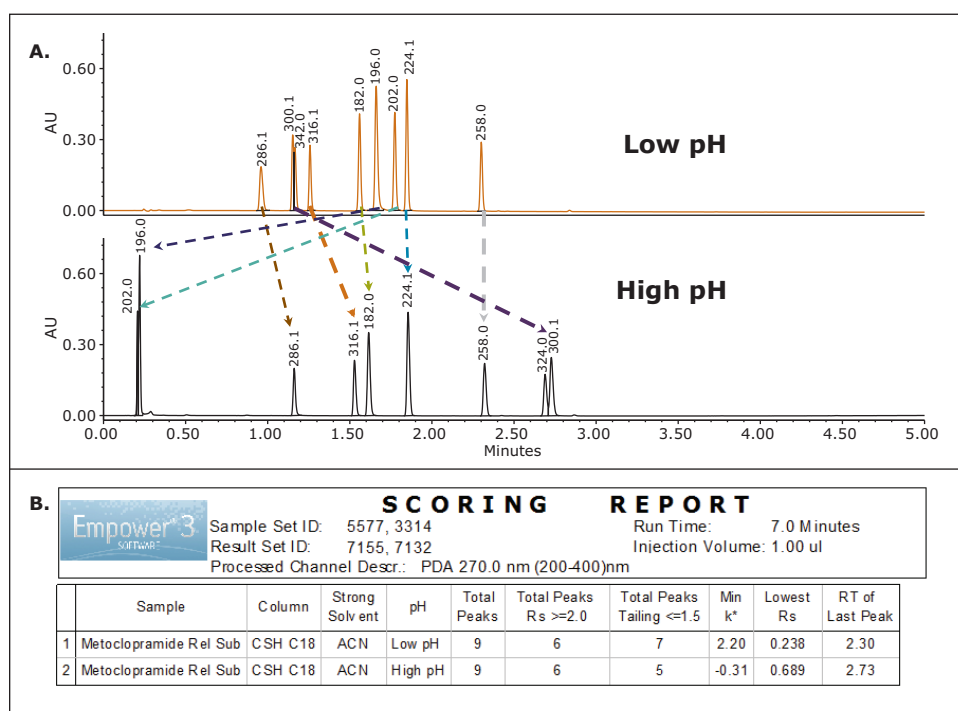 A.
0.60
0.30
0.00
AU
286.1
300.1
342.0
316.1
182.0
196.0
202.0
224.1
258.0
Low pH
0.60
0.30
0.00
AU
202.0
196.0
286.1
316.1
182.0
224.1
258.0
324.0
300.1
High pH
0.00 0.50 1.00 1.50 2.00 2.50 3.00 3.50 4.00 4.50 5.00
Minutes
B.
Empower 3
SOFTWARE
SCORING REPORT
Sample Set ID: 5577, 3314 Run Time: 7.0 Minutes
Result Set ID: 7155, 7132 Injection Volume: 1.00 ul
Processed Channel Descr.: PDA 270.0 nm (200-400)nm
Sample Column Strong Solvent pH Total Peaks Total Peaks Rs >=2.0 Total Peaks Tailing <=1.5 Min k* Lowest Rs RT of Last Peak
1 Metoclopramide Rel Sub CSH C18 ACN Low pH 9 6 7 2.20 0.238 2.30
2 Metoclopramide Rel Sub CSH C18 ACN High pH 9 6 5 -0.31 0.689 2.73